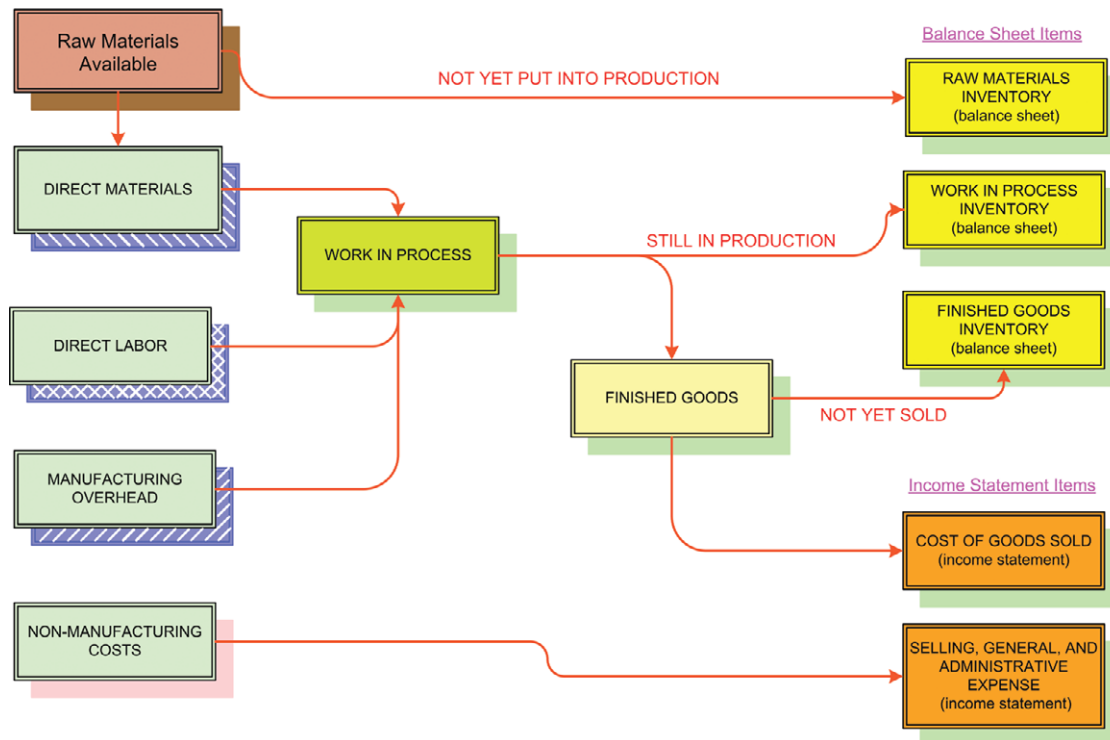 Raw Materials
Available
Balance Sheet Items
NOT YET PUT INTO PRODUCTION
RAW MATERIALS
INVENTORY
(balance sheet)
DIRECT MATERIALS
WORK IN PROCESS
INVENTORY
(balance sheet)
WORK IN PROCESS
STILL IN PRODUCTION
DIRECT LABOR
FINISHED GOODS
INVENTORY
(balance sheet)
FINISHED GOODS
NOT YET SOLD
MANUFACTURING
OVERHEAD
Income Statement Items
COST OF GOODS SOLD
(income statement)
NON-MANUFACTURING
COSTS
SELLING, GENERAL, AND
ADMINISTRATIVE
EXPENSE
(income statement)